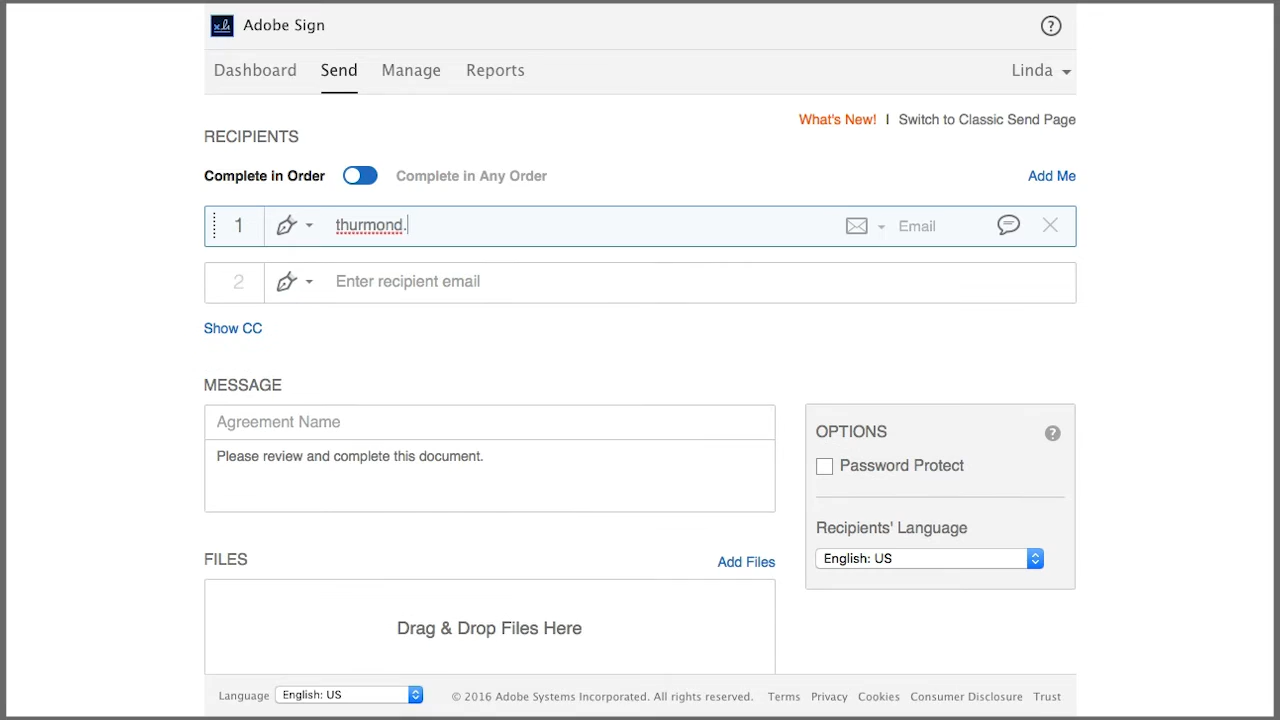 Adobe Sign
?
Dashboard Send Manage Reports Linda
What's New! | Switch to Classic Send Page
RECIPIENTS
Complete in Order Complete in Any Order Add Me
1 thurmond. Email
2 Enter recipient email
Show CC
MESSAGE
Agreement Name
Please review and complete this document.
OPTIONS ?
Password Protect
Recipients' Language
English: US
FILES Add Files
Drag & Drop Files Here
Language English: US © 2016 Adobe Systems Incorporated. All rights reserved. Terms Privacy Cookies Consumer Disclosure Trust